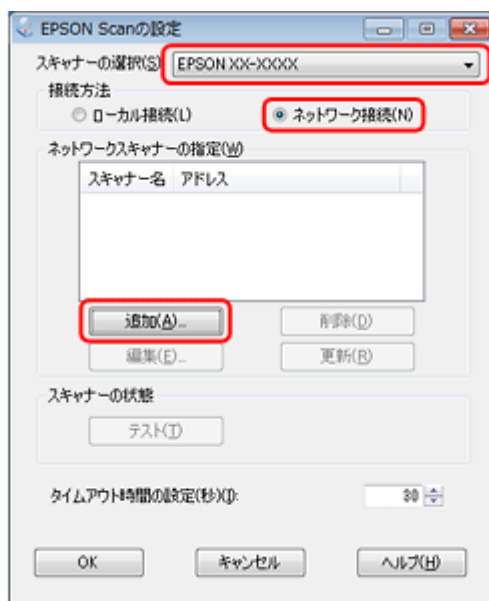 EPSON Scanの設定
スキャナーの選択(S) EPSON XX-XXXX
接続方法
ローカル接続(L) ネットワーク接続(N)
ネットワークスキャナーの指定(W)
スキャナー名 アドレス
追加(A)... 削除(D)
編集(E)... 更新(R)
スキャナーの状態
テスト(T)
タイムアウト時間の設定(秒)(I): 30
OK キャンセル ヘルプ(H)